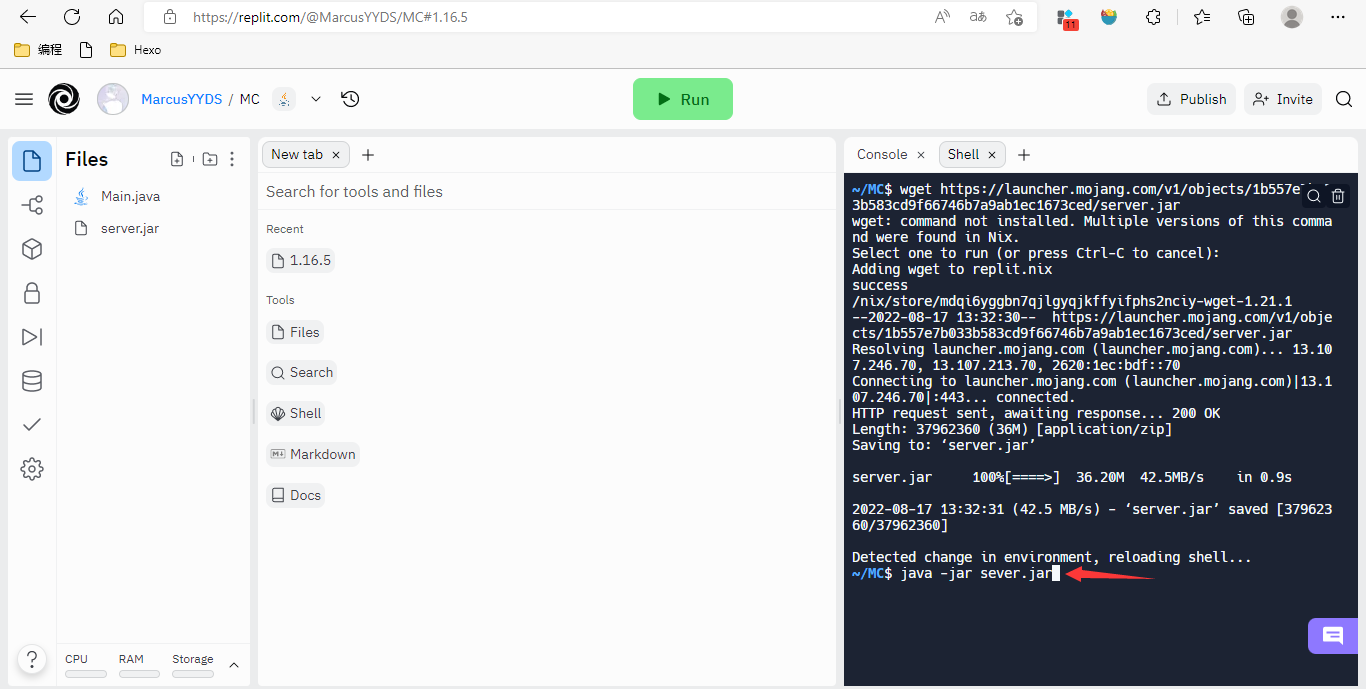 https://replit.com/@MarcusYYDS/MC#1.16.5
11
编程
Hexo
MarcusYYDS / MC
Run
Publish
Invite
Files
Main.java
server.jar
CPU
RAM
Storage
New tab
Search for tools and files
Recent
1.16.5
Tools
Files
Search
Shell
Markdown
Docs
Console
Shell
~/MC$ wget https://launcher.mojang.com/v1/objects/1b557e
3b583cd9f66746b7a9ab1ec1673ced/server.jar
wget: command not installed. Multiple versions of this comma
nd were found in Nix.
Select one to run (or press Ctrl-C to cancel):
Adding wget to replit.nix
success
/nix/store/mdqi6yggbn7qjlgyqjkffyifphs2nciy-wget-1.21.1
--2022-08-17 13:32:30--  https://launcher.mojang.com/v1/obje
cts/1b557e7b033b583cd9f66746b7a9ab1ec1673ced/server.jar
Resolving launcher.mojang.com (launcher.mojang.com)... 13.10
7.246.70, 13.107.213.70, 2620:1ec:bdf::70
Connecting to launcher.mojang.com (launcher.mojang.com)|13.1
07.246.70|:443... connected.
HTTP request sent, awaiting response... 200 OK
Length: 37962360 (36M) [application/zip]
Saving to: ‘server.jar’
server.jar     100%[====>]  36.20M  42.5MB/s    in 0.9s
2022-08-17 13:32:31 (42.5 MB/s) - ‘server.jar’ saved [379623
60/37962360]
Detected change in environment, reloading shell...
~/MC$ java -jar sever.jar